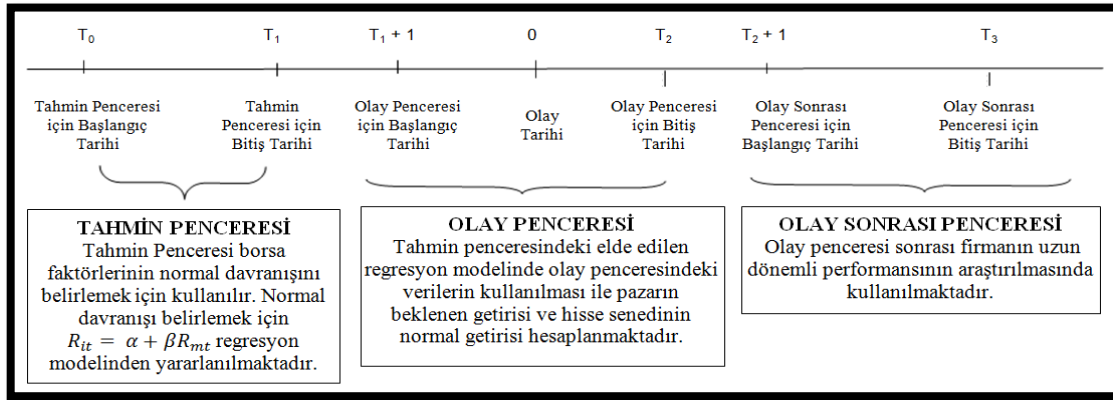 T₀ T₁ T₁ + 1 0 T₂ T₂ + 1 T₃
Tahmin Penceresi
için Başlangıç
Tarihi
Tahmin
Penceresi için
Bitiş Tarihi
Olay Penceresi
için Başlangıç
Tarihi
Olay
Tarihi
Olay Penceresi
için Bitiş
Tarihi
Olay Sonrası
Penceresi için
Başlangıç Tarihi
Olay Sonrası
Penceresi için
Bitiş Tarihi
TAHMİN PENCERESİ
Tahmin Penceresi borsa
faktörlerinin normal davranışını
belirlemek için kullanılır. Normal
davranışı belirlemek için
𝑅𝑖𝑡 = 𝛼 + 𝛽𝑅𝑚𝑡 regresyon
modelinden yararlanılmaktadır.
OLAY PENCERESİ
Tahmin penceresindeki elde edilen
regresyon modelinde olay penceresindeki
verilerin kullanılması ile pazarın
beklenen getirisi ve hisse senedinin
normal getirisi hesaplanmaktadır.
OLAY SONRASI PENCERESİ
Olay penceresi sonrası firmanın uzun
dönemli performansının araştırılmasında
kullanılmaktadır.